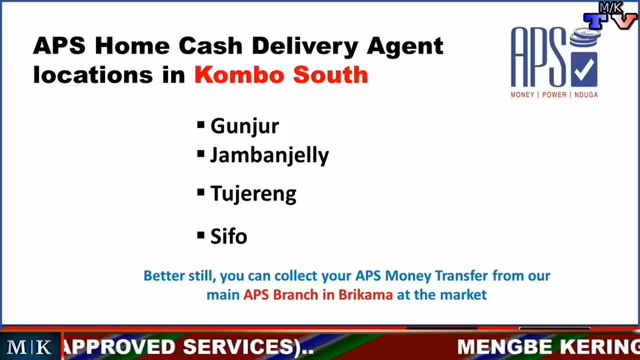 M/K
TV
APS Home Cash Delivery Agent
locations in Kombo South
APS
MONEY | POWER | NDUGA
▪ Gunjur
▪ Jambanjelly
▪ Tujereng
▪ Sifo
Better still, you can collect your APS Money Transfer from our
main APS Branch in Brikama at the market
M|K APPROVED SERVICES).. MENGBE KERING